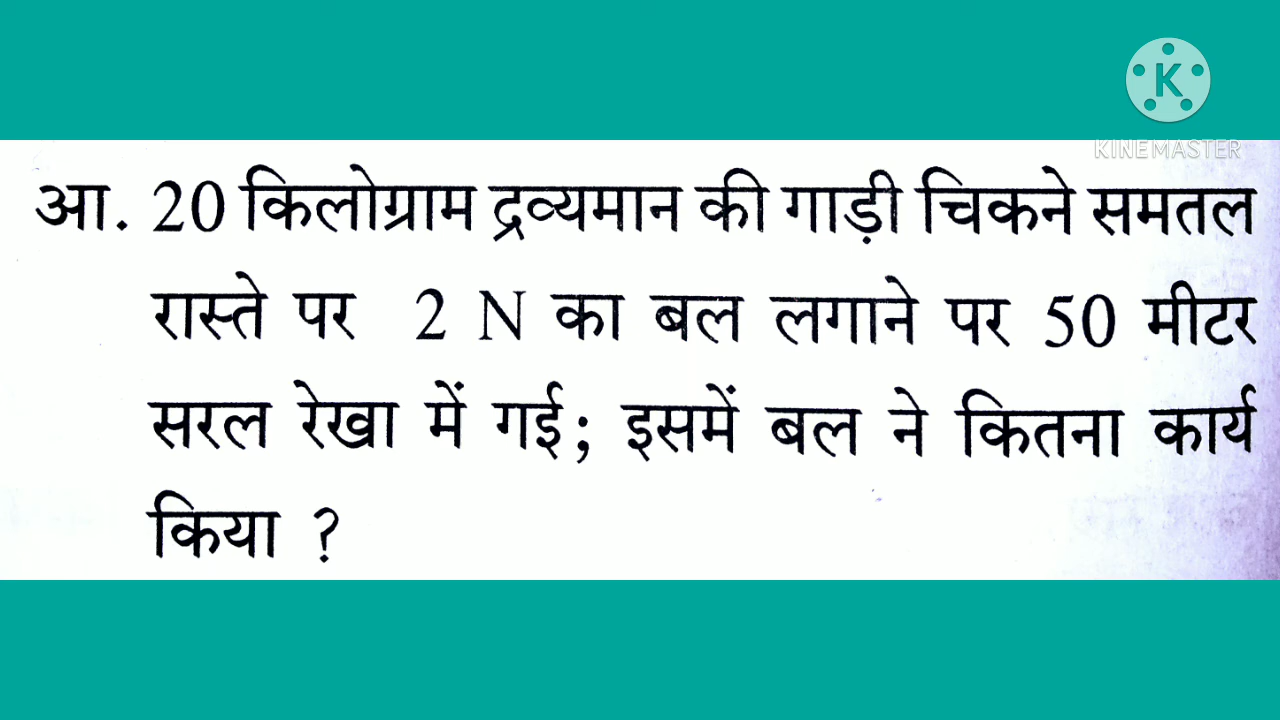 K
KINEMASTER
आ. 20 किलोग्राम द्रव्यमान की गाड़ी चिकने समतल
रास्ते पर 2 N का बल लगाने पर 50 मीटर
सरल रेखा में गई; इसमें बल ने कितना कार्य
किया ?